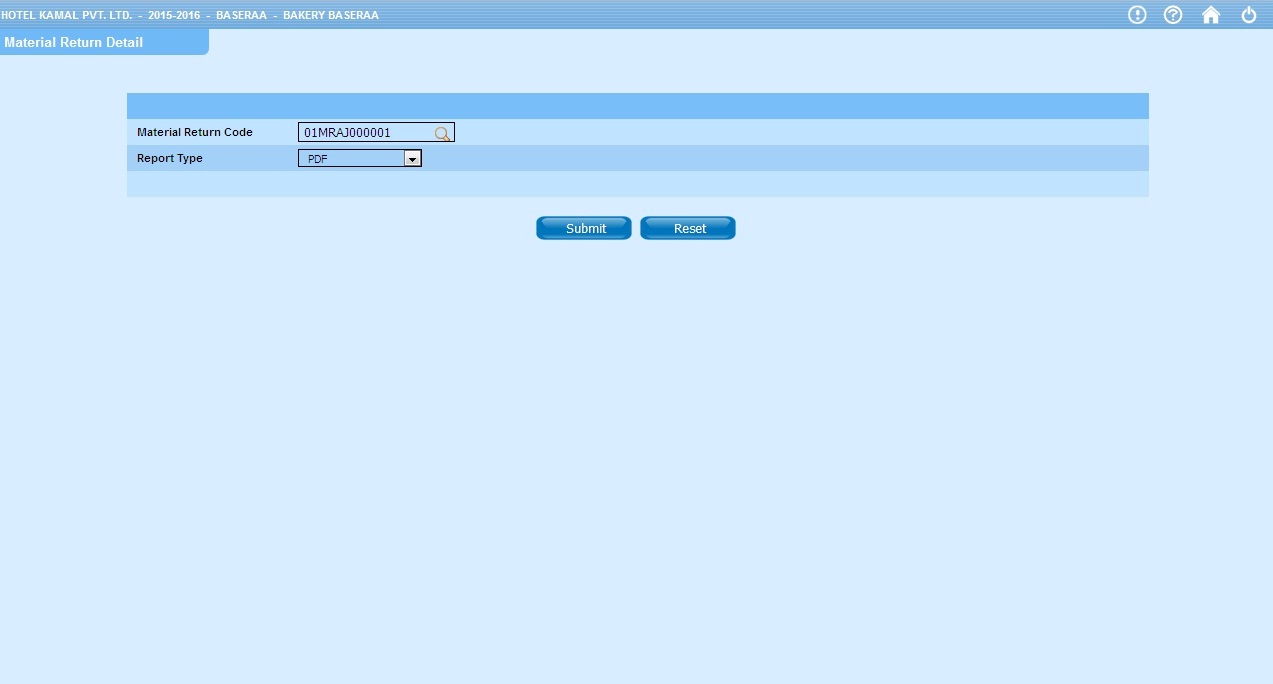 HOTEL KAMAL PVT. LTD. - 2015-2016 - BASERAA - BAKERY BASERAA
Material Return Detail
Material Return Code 01MRAJ000001
Report Type PDF
Submit Reset